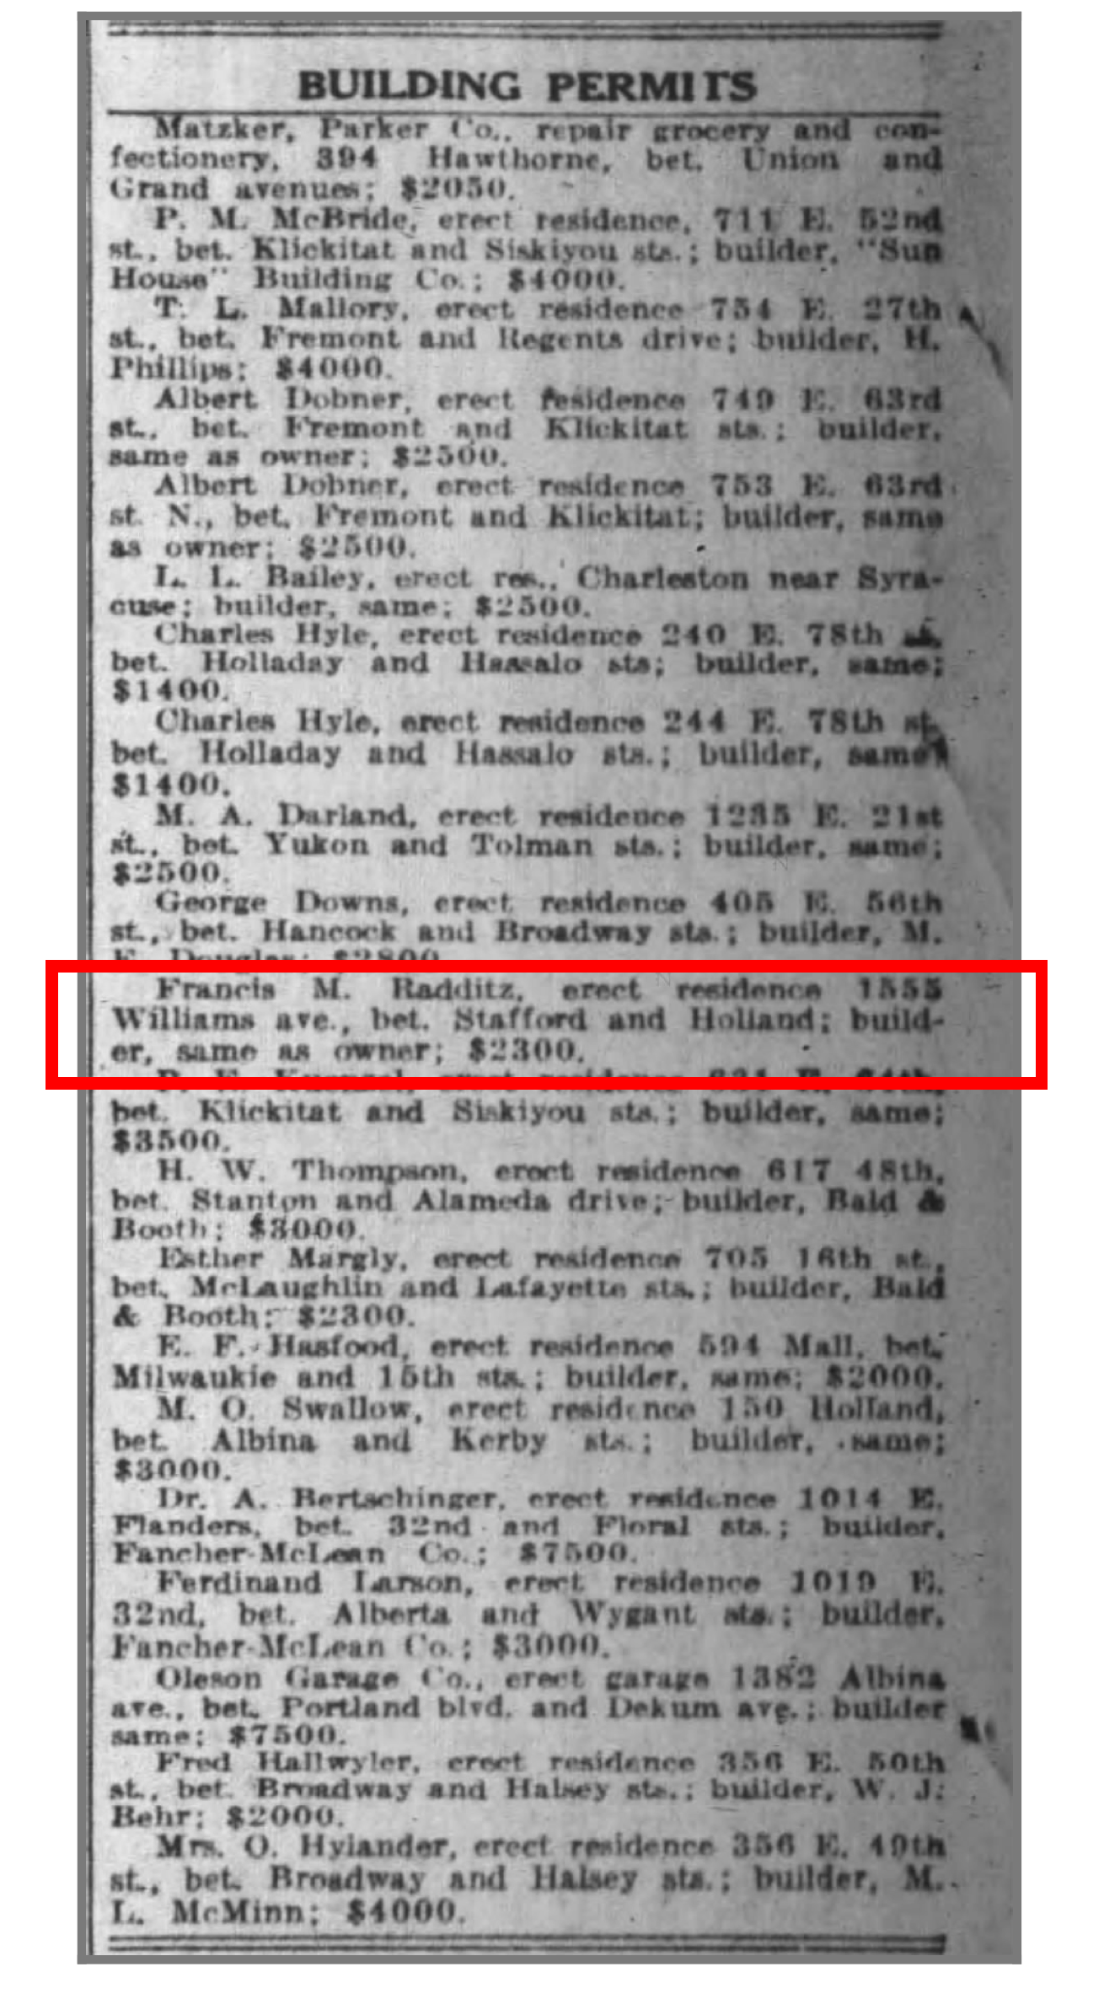 BUILDING PERMITS
Matzker, Parker Co., repair grocery and con-
fectionery, 394 Hawthorne, bet. Union and
Grand avenues; $2050.
P. M. McBride, erect residence, 711 E. 52nd
st., bet. Klickitat and Siskiyou sts.; builder, "Sun
House" Building Co.; $4000.
T. L. Mallory, erect residence 754 E. 27th
st., bet. Fremont and Regents drive; builder, H.
Phillips; $4000.
Albert Dobner, erect residence 749 E. 63rd
st., bet. Fremont and Klickitat sts.; builder,
same as owner; $2500.
Albert Dobner, erect residence 753 E. 63rd
st. N., bet. Fremont and Klickitat; builder, same
as owner; $2500.
L. L. Bailey, erect res., Charleston near Syra-
cuse; builder, same; $2500.
Charles Hyle, erect residence 240 E. 78th
bet. Holladay and Hassalo sts; builder, same;
$1400.
Charles Hyle, erect residence 244 E. 78th st.
bet. Holladay and Hassalo sts.; builder, same
$1400.
M. A. Darland, erect residence 1235 E. 21st
st., bet. Yukon and Tolman sts.; builder, same;
$2500.
George Downs, erect residence 405 E. 56th
st., bet. Hancock and Broadway sts.; builder, M.
Douglas; $2800
Francis M. Radditz, erect residence 1555
Williams ave., bet. Stafford and Holland; build-
er, same as owner; $2300.
erect residence
bet. Klickitat and Siskiyou sts.; builder, same;
$3500.
H. W. Thompson, erect residence 617 48th,
bet. Stanton and Alameda drive; builder, Bald &
Booth; $3000.
Esther Margly, erect residence 705 16th st.,
bet. McLaughlin and Lafayette sts.; builder, Bald
& Booth; $2300.
E. F. Hasfood, erect residence 594 Mall, bet.
Milwaukie and 15th sts.; builder, same; $2000.
M. O. Swallow, erect residence 150 Holland,
bet. Albina and Kerby sts.; builder, same;
$3000.
Dr. A. Bertschinger, erect residence 1014 E.
Flanders, bet. 32nd and Floral sts.; builder,
Fancher-McLean Co.; $7500.
Ferdinand Larson, erect residence 1019 E.
32nd, bet. Alberta and Wygant sts.; builder,
Fancher-McLean Co.; $3000.
Oleson Garage Co., erect garage 1382 Albina
ave., bet. Portland blvd. and Dekum ave.; builder
same; $7500.
Fred Hallwyler, erect residence 356 E. 50th
st., bet. Broadway and Halsey sts.; builder, W. J.
Behr; $2000.
Mrs. O. Hylander, erect residence 356 E. 49th
st., bet. Broadway and Halsey sts.; builder, M.
L. McMinn; $4000.